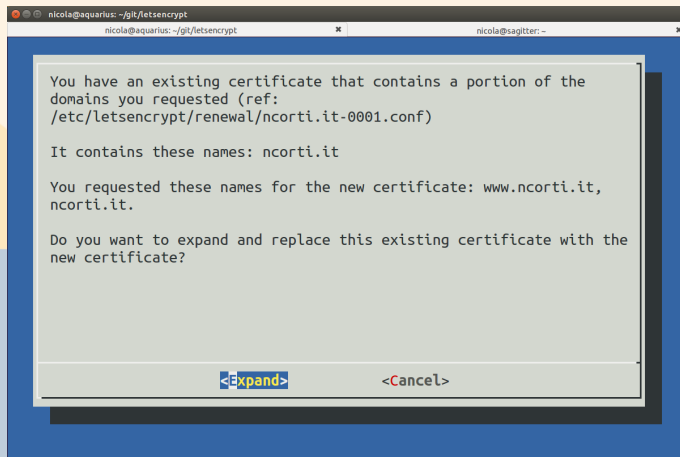 nicola@aquarius: ~/git/letsencrypt
nicola@aquarius: ~/git/letsencrypt
nicola@sagitter: ~
You have an existing certificate that contains a portion of the
domains you requested (ref:
/etc/letsencrypt/renewal/ncorti.it-0001.conf)
It contains these names: ncorti.it
You requested these names for the new certificate: www.ncorti.it,
ncorti.it.
Do you want to expand and replace this existing certificate with the
new certificate?
<Expand> <Cancel>